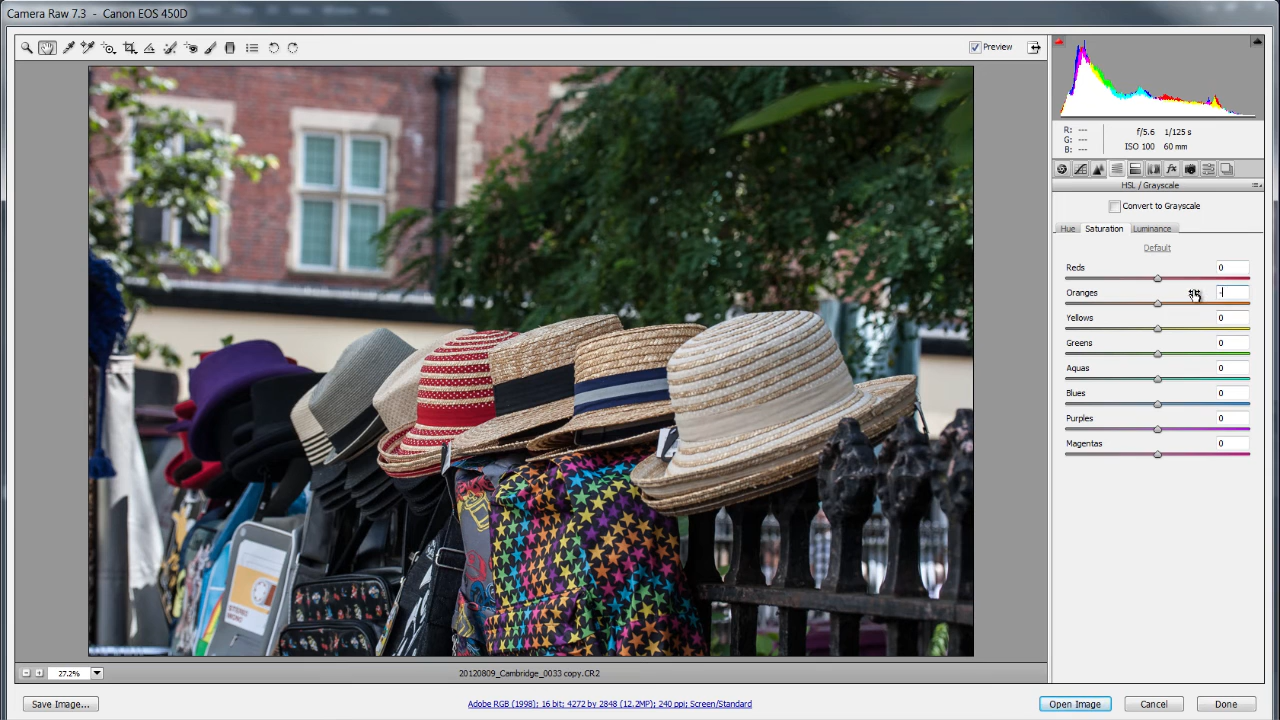 Camera Raw 7.3 - Canon EOS 450D
Preview
R: ---
G: ---
B: ---
f/5.6 1/125 s
ISO 100 60 mm
HSL / Grayscale
Convert to Grayscale
Hue Saturation Luminance
Default
Reds 0
Oranges -
Yellows 0
Greens 0
Aquas 0
Blues 0
Purples 0
Magentas 0
STEREO
MONO
27.2%
20120809_Cambridge_0033 copy.CR2
Save Image...
Adobe RGB (1998); 16 bit; 4272 by 2848 (12.2MP); 240 ppi; Screen/Standard
Open Image
Cancel
Done